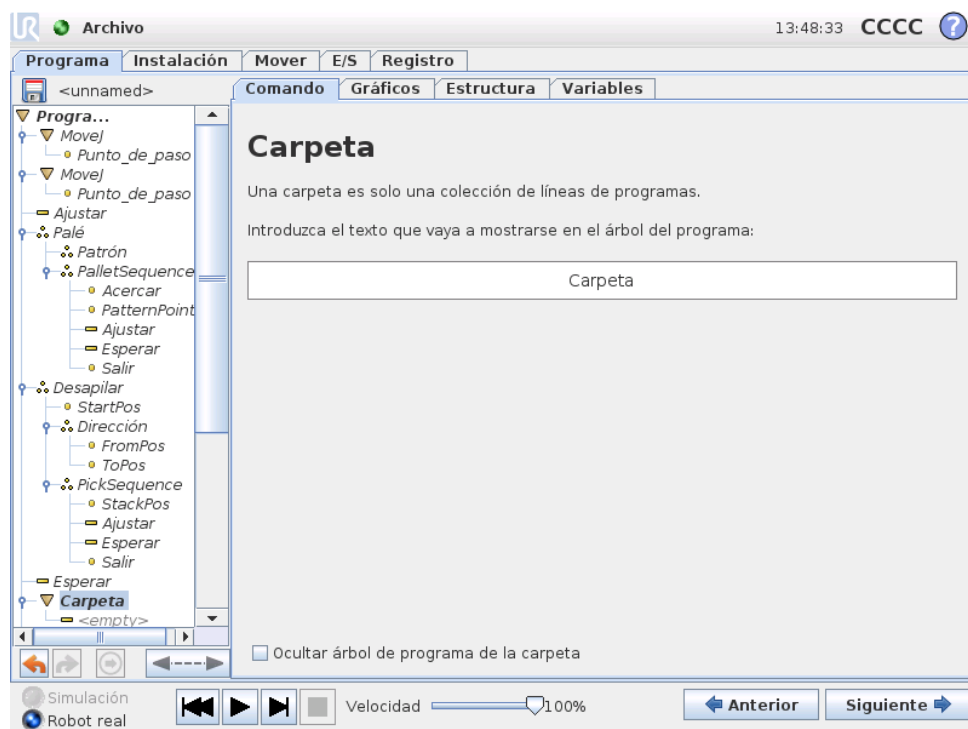 UR Archivo 13:48:33 CCCC ?
Programa Instalación Mover E/S Registro
<unnamed>
Comando Gráficos Estructura Variables
Progra...
MoveJ
Punto_de_paso
MoveJ
Punto_de_paso
Ajustar
Palé
Patrón
PalletSequence
Acercar
PatternPoint
Ajustar
Esperar
Salir
Desapilar
StartPos
Dirección
FromPos
ToPos
PickSequence
StackPos
Ajustar
Esperar
Salir
Esperar
Carpeta
<empty>
Carpeta
Una carpeta es solo una colección de líneas de programas.
Introduzca el texto que vaya a mostrarse en el árbol del programa:
Carpeta
Ocultar árbol de programa de la carpeta
Simulación
Robot real
Velocidad 100%
Anterior Siguiente